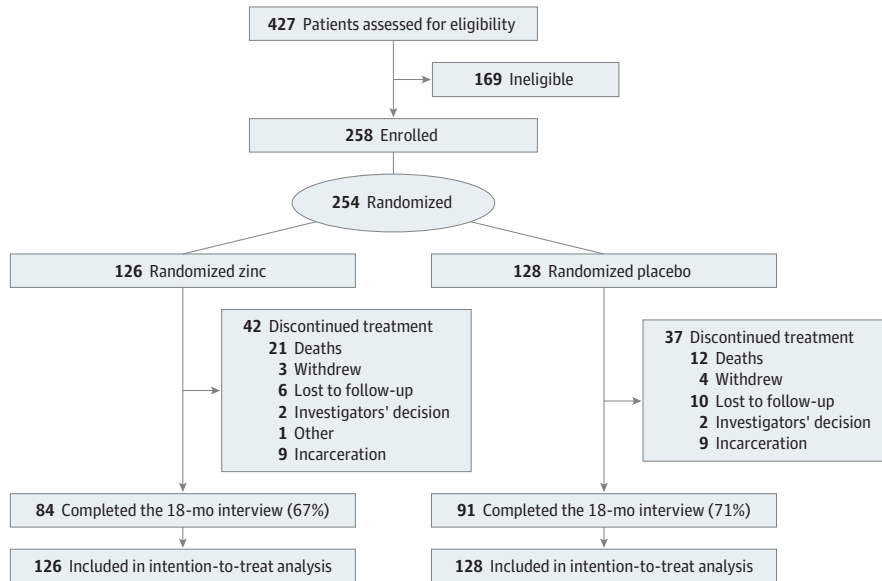 427 Patients assessed for eligibility
169 Ineligible
258 Enrolled
254 Randomized
126 Randomized zinc
128 Randomized placebo
42 Discontinued treatment
21 Deaths
3 Withdrew
6 Lost to follow-up
2 Investigators' decision
1 Other
9 Incarceration
37 Discontinued treatment
12 Deaths
4 Withdrew
10 Lost to follow-up
2 Investigators' decision
9 Incarceration
84 Completed the 18-mo interview (67%)
91 Completed the 18-mo interview (71%)
126 Included in intention-to-treat analysis
128 Included in intention-to-treat analysis